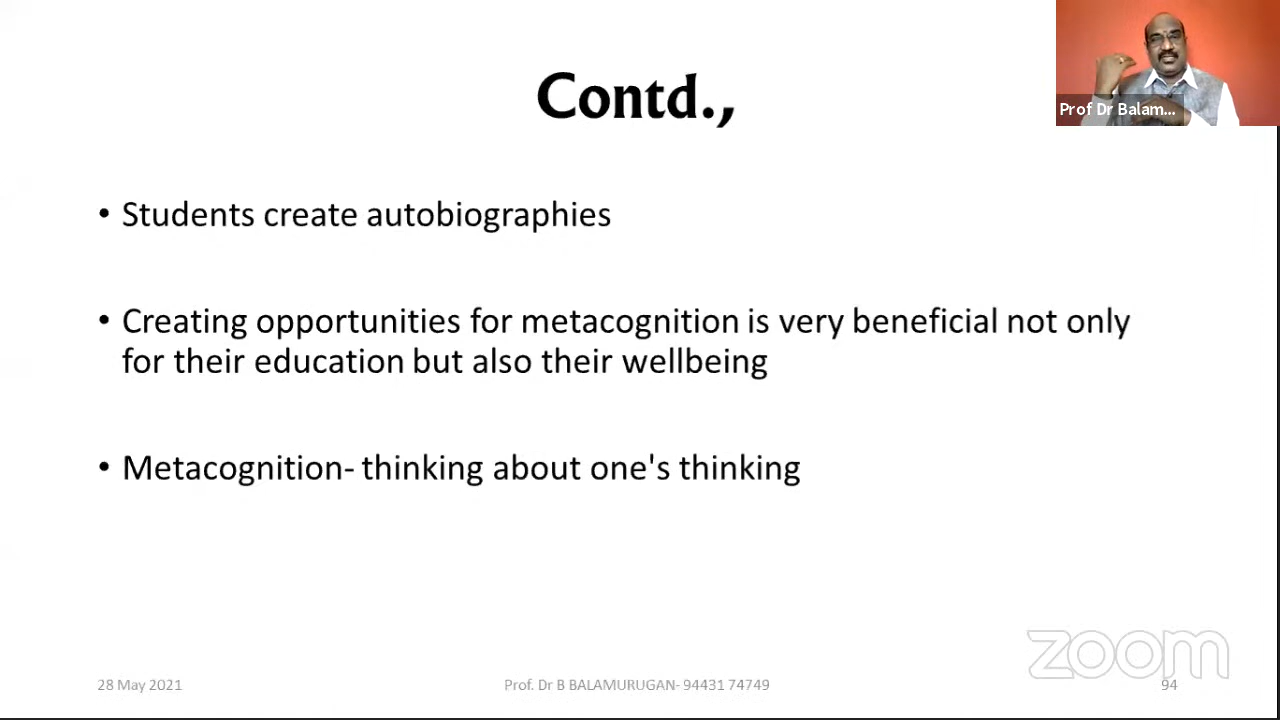 Contd.,
Prof Dr Balam...
• Students create autobiographies
• Creating opportunities for metacognition is very beneficial not only
for their education but also their wellbeing
• Metacognition- thinking about one's thinking
zoom
28 May 2021
Prof. Dr B BALAMURUGAN- 94431 74749
94